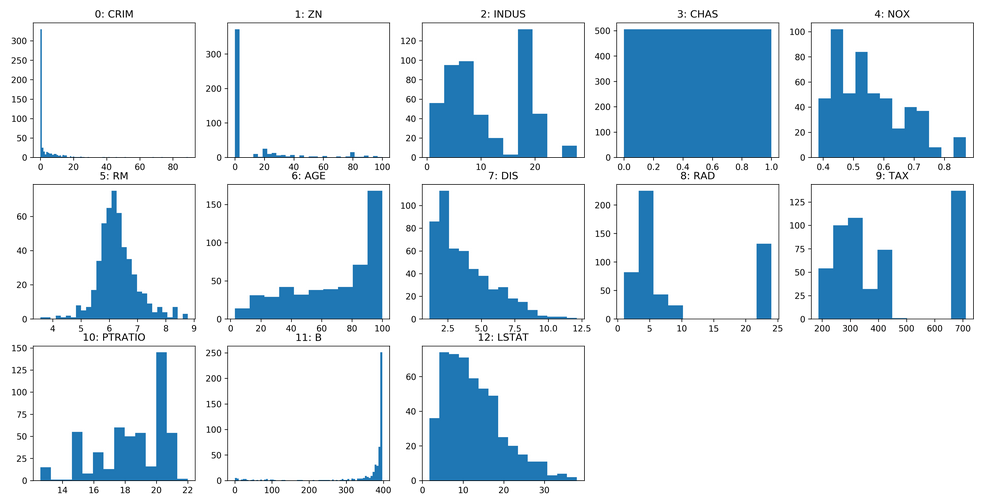 0: CRIM
300
250
200
150
100
50
0
0 20 40 60 80
1: ZN
300
200
100
0
0 20 40 60 80 100
2: INDUS
120
100
80
60
40
20
0
0 10 20
3: CHAS
500
400
300
200
100
0
0.0 0.2 0.4 0.6 0.8 1.0
4: NOX
100
80
60
40
20
0
0.4 0.5 0.6 0.7 0.8
5: RM
60
40
20
0
4 5 6 7 8 9
6: AGE
150
100
50
0
0 20 40 60 80 100
7: DIS
100
80
60
40
20
0
2.5 5.0 7.5 10.0 12.5
8: RAD
200
150
100
50
0
0 5 10 15 20 25
9: TAX
125
100
75
50
25
0
200 300 400 500 600 700
10: PTRATIO
150
125
100
75
50
25
0
14 16 18 20 22
11: B
250
200
150
100
50
0
0 100 200 300 400
12: LSTAT
60
40
20
0
0 10 20 30